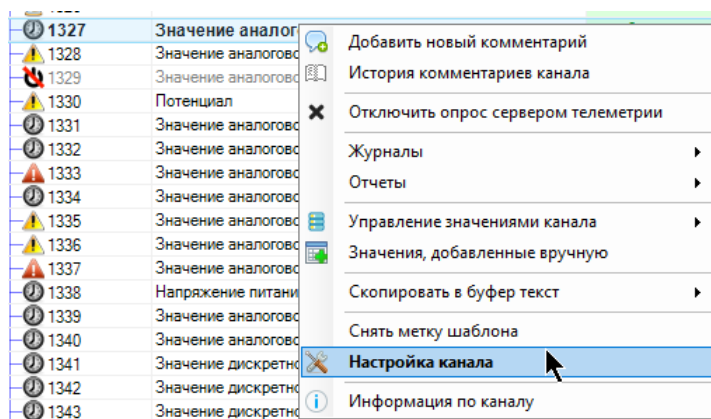 1327 Значение аналог
1328 Значение аналогово
1329 Значение аналогово
1330 Потенциал
1331 Значение аналогово
1332 Значение аналогово
1333 Значение аналогово
1334 Значение аналогово
1335 Значение аналогово
1336 Значение аналогово
1337 Значение аналогово
1338 Напряжение питани
1339 Значение аналогово
1340 Значение аналогово
1341 Значение дискретно
1342 Значение дискретно
1343 Значение дискретно
Добавить новый комментарий
История комментариев канала
Отключить опрос сервером телеметрии
Журналы
Отчеты
Управление значениями канала
Значения, добавленные вручную
Скопировать в буфер текст
Снять метку шаблона
Настройка канала
Информация по каналу